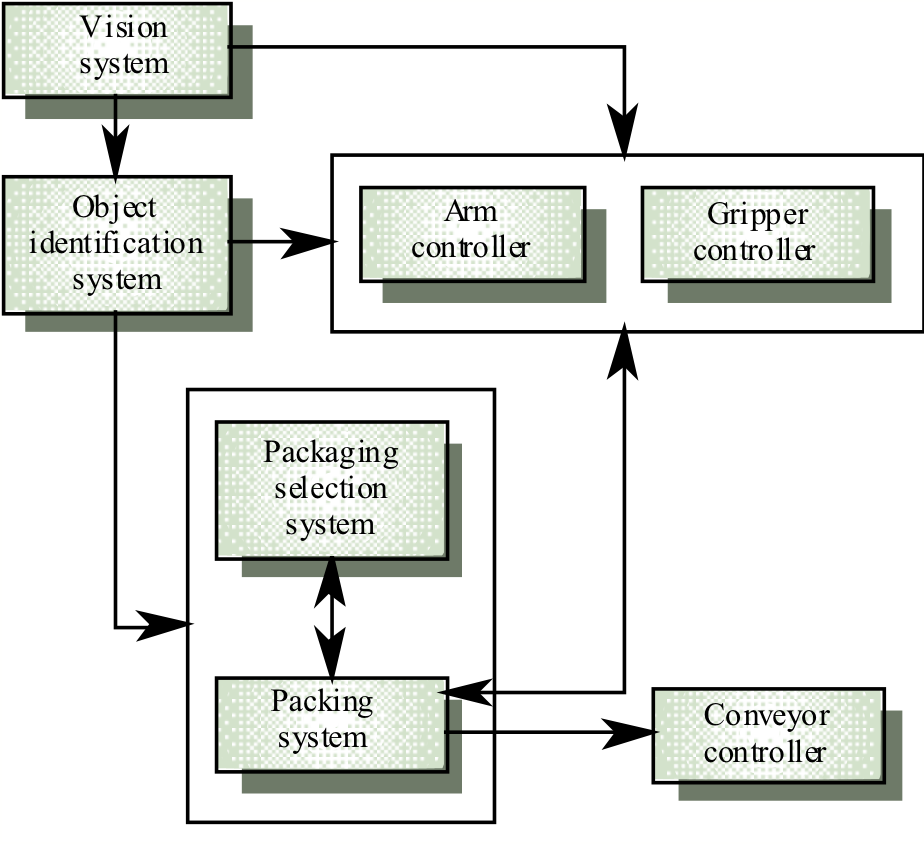 Vision
system
Object
identification
system
Arm
controller
Gripper
controller
Packaging
selection
system
Packing
system
Conveyor
controller